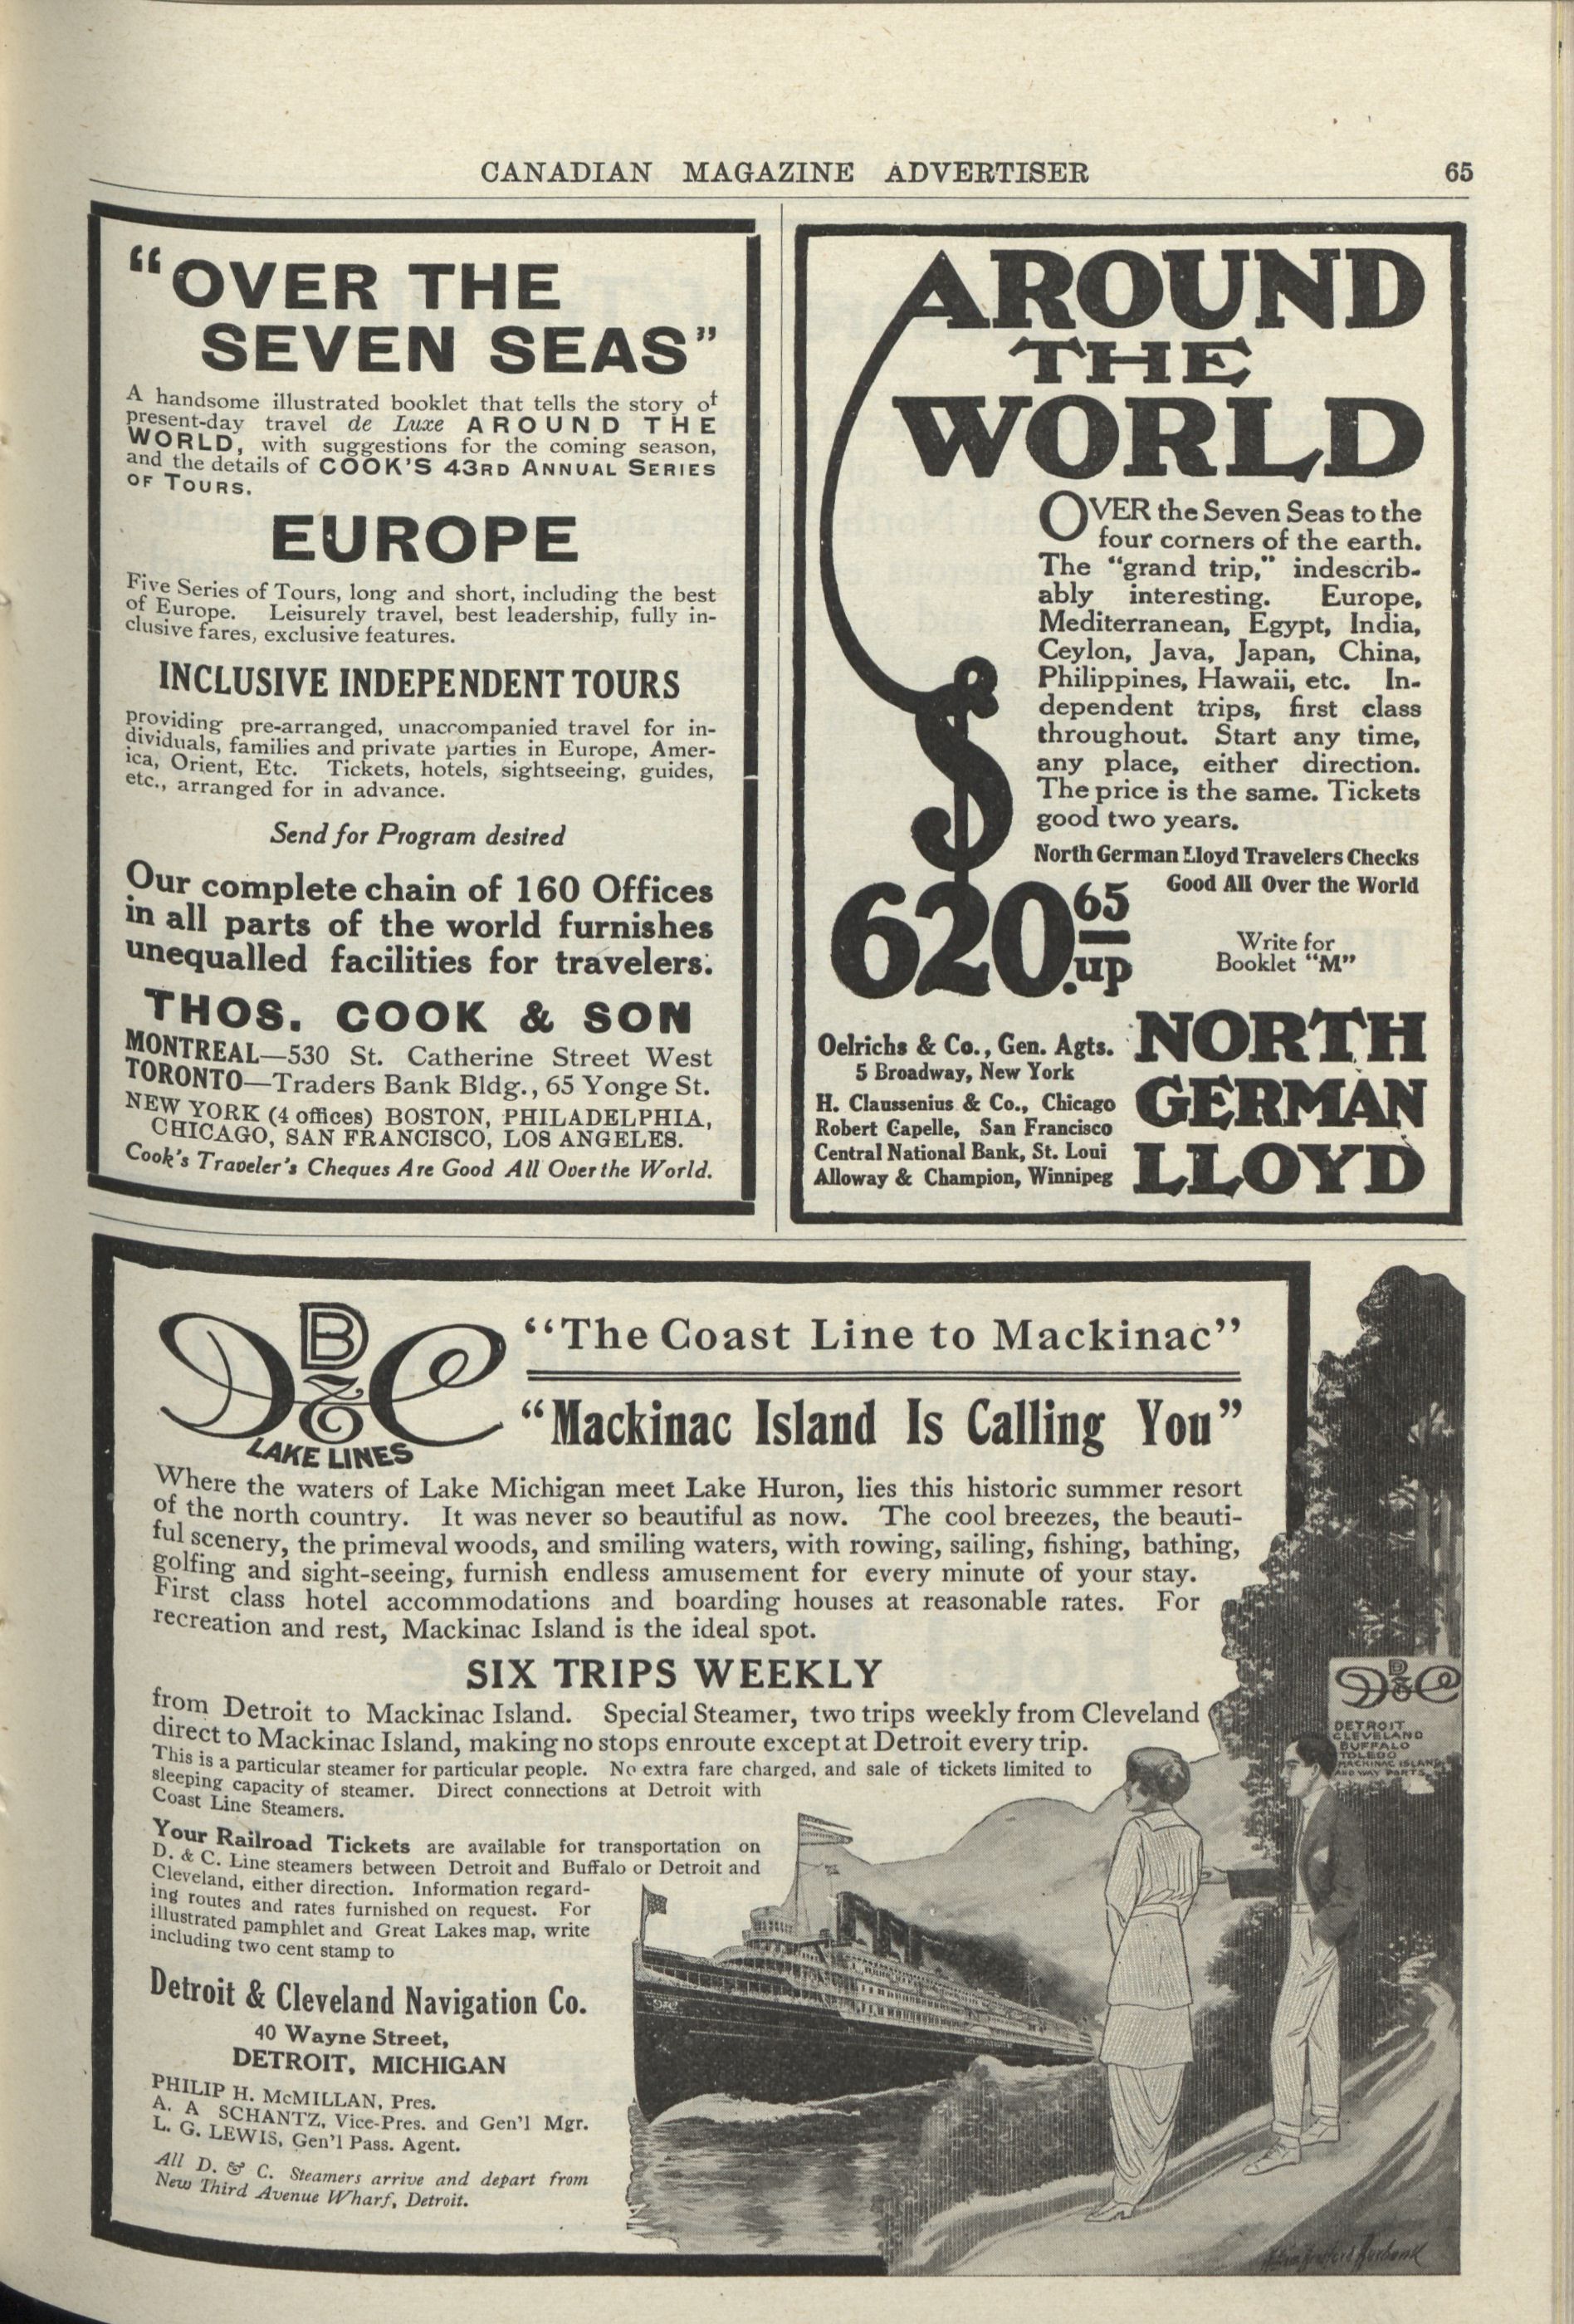 CANADIAN MAGAZINE ADVERTISER 65
“OVER THE
SEVEN SEAS”
A handsome illustrated booklet that tells the story of
present-day travel de Luxe AROUND THE
WORLD, with suggestions for the coming season,
and the details of COOK'S 43RD ANNUAL SERIES
OF TOURS.
EUROPE
Five Series of Tours, long and short, including the best
of Europe. Leisurely travel, best leadership, fully in-
clusive fares, exclusive features.
INCLUSIVE INDEPENDENT TOURS
providing pre-arranged, unaccompanied travel for in-
dividuals, families and private parties in Europe, Amer-
ica, Orient, Etc. Tickets, hotels, sightseeing, guides,
etc., arranged for in advance.
Send for Program desired
Our complete chain of 160 Offices
in all parts of the world furnishes
unequalled facilities for travelers.
THOS. COOK & SON
MONTREAL—530 St. Catherine Street West
TORONTO—Traders Bank Bldg., 65 Yonge St.
NEW YORK (4 offices) BOSTON, PHILADELPHIA,
CHICAGO, SAN FRANCISCO, LOS ANGELES.
Cook's Traveler's Cheques Are Good All Over the World.
AROUND
THE
WORLD
OVER the Seven Seas to the
four corners of the earth.
The “grand trip,” indescrib-
ably interesting. Europe,
Mediterranean, Egypt, India,
Ceylon, Java, Japan, China,
Philippines, Hawaii, etc. In-
dependent trips, first class
throughout. Start any time,
any place, either direction.
The price is the same. Tickets
good two years.
North German Lloyd Travelers Checks
Good All Over the World
$620.65 up
Write for
Booklet “M”
Oelrichs & Co., Gen. Agts.
5 Broadway, New York
H. Claussenius & Co., Chicago
Robert Capelle, San Francisco
Central National Bank, St. Loui
Alloway & Champion, Winnipeg
NORTH
GERMAN
LLOYD
D B & C
LAKE LINES
“The Coast Line to Mackinac”
“Mackinac Island Is Calling You”
Where the waters of Lake Michigan meet Lake Huron, lies this historic summer resort
of the north country. It was never so beautiful as now. The cool breezes, the beauti-
ful scenery, the primeval woods, and smiling waters, with rowing, sailing, fishing, bathing,
golfing and sight-seeing, furnish endless amusement for every minute of your stay.
First class hotel accommodations and boarding houses at reasonable rates. For
recreation and rest, Mackinac Island is the ideal spot.
SIX TRIPS WEEKLY
from Detroit to Mackinac Island. Special Steamer, two trips weekly from Cleveland
direct to Mackinac Island, making no stops enroute except at Detroit every trip.
This is a particular steamer for particular people. No extra fare charged, and sale of tickets limited to
sleeping capacity of steamer. Direct connections at Detroit with
Coast Line Steamers.
Your Railroad Tickets are available for transportation on
D. & C. Line steamers between Detroit and Buffalo or Detroit and
Cleveland, either direction. Information regard-
ing routes and rates furnished on request. For
illustrated pamphlet and Great Lakes map, write
including two cent stamp to
Detroit & Cleveland Navigation Co.
40 Wayne Street,
DETROIT, MICHIGAN
PHILIP H. McMILLAN, Pres.
A. A SCHANTZ, Vice-Pres. and Gen'l Mgr.
L. G. LEWIS, Gen'l Pass. Agent.
All D. & C. Steamers arrive and depart from
New Third Avenue Wharf, Detroit.
D B & C
DETROIT
CLEVELAND
BUFFALO
TOLEDO
MACKINAC ISLAND
AND WAY PORTS